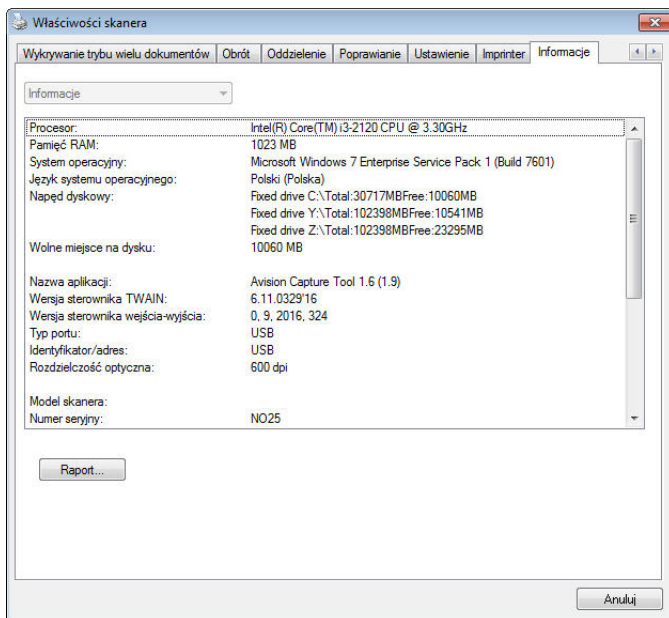 Właściwości skanera
Wykrywanie trybu wielu dokumentów Obrót Oddzielenie Poprawianie Ustawienie Imprinter Informacje
Informacje
Procesor: Intel(R) Core(TM) i3-2120 CPU @ 3.30GHz
Pamięć RAM: 1023 MB
System operacyjny: Microsoft Windows 7 Enterprise Service Pack 1 (Build 7601)
Język systemu operacyjnego: Polski (Polska)
Napęd dyskowy: Fixed drive C:\Total:30717MBFree:10060MB
Fixed drive Y:\Total:102398MBFree:10541MB
Fixed drive Z:\Total:102398MBFree:23295MB
Wolne miejsce na dysku: 10060 MB
Nazwa aplikacji: Avision Capture Tool 1.6 (1.9)
Wersja sterownika TWAIN: 6.11.0329'16
Wersja sterownika wejścia-wyjścia: 0, 9, 2016, 324
Typ portu: USB
Identyfikator/adres: USB
Rozdzielczość optyczna: 600 dpi
Model skanera:
Numer seryjny: NO25
Raport...
Anuluj